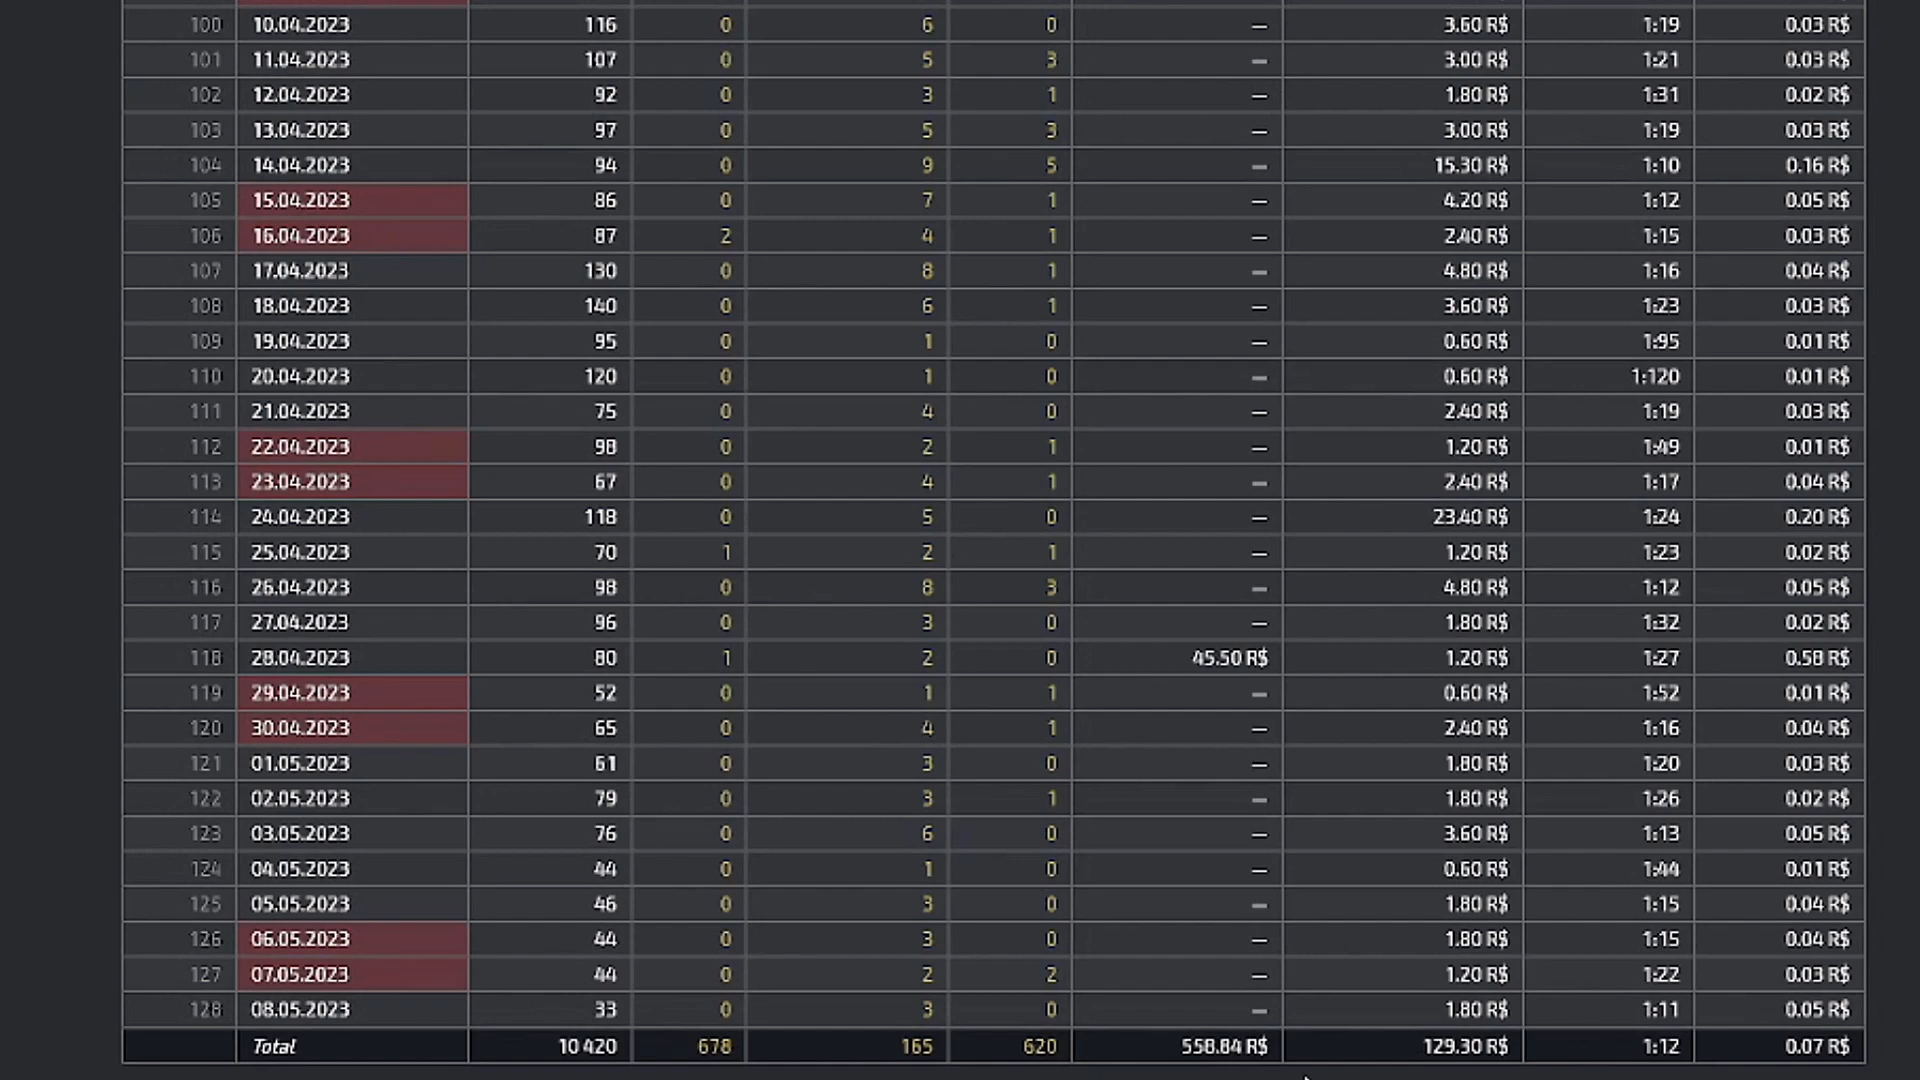 100 10.04.2023 116 0 6 0 — 3.60 R$ 1:19 0.03 R$
101 11.04.2023 107 0 5 3 — 3.00 R$ 1:21 0.03 R$
102 12.04.2023 92 0 3 1 — 1.80 R$ 1:31 0.02 R$
103 13.04.2023 97 0 5 3 — 3.00 R$ 1:19 0.03 R$
104 14.04.2023 94 0 9 5 — 15.30 R$ 1:10 0.16 R$
105 15.04.2023 86 0 7 1 — 4.20 R$ 1:12 0.05 R$
106 16.04.2023 87 2 4 1 — 2.40 R$ 1:15 0.03 R$
107 17.04.2023 130 0 8 1 — 4.80 R$ 1:16 0.04 R$
108 18.04.2023 140 0 6 1 — 3.60 R$ 1:23 0.03 R$
109 19.04.2023 95 0 1 0 — 0.60 R$ 1:95 0.01 R$
110 20.04.2023 120 0 1 0 — 0.60 R$ 1:120 0.01 R$
111 21.04.2023 75 0 4 0 — 2.40 R$ 1:19 0.03 R$
112 22.04.2023 98 0 2 1 — 1.20 R$ 1:49 0.01 R$
113 23.04.2023 67 0 4 1 — 2.40 R$ 1:17 0.04 R$
114 24.04.2023 118 0 5 0 — 23.40 R$ 1:24 0.20 R$
115 25.04.2023 70 1 2 1 — 1.20 R$ 1:23 0.02 R$
116 26.04.2023 98 0 8 3 — 4.80 R$ 1:12 0.05 R$
117 27.04.2023 96 0 3 0 — 1.80 R$ 1:32 0.02 R$
118 28.04.2023 80 1 2 0 45.50 R$ 1.20 R$ 1:27 0.58 R$
119 29.04.2023 52 0 1 1 — 0.60 R$ 1:52 0.01 R$
120 30.04.2023 65 0 4 1 — 2.40 R$ 1:16 0.04 R$
121 01.05.2023 61 0 3 0 — 1.80 R$ 1:20 0.03 R$
122 02.05.2023 79 0 3 1 — 1.80 R$ 1:26 0.02 R$
123 03.05.2023 76 0 6 0 — 3.60 R$ 1:13 0.05 R$
124 04.05.2023 44 0 1 0 — 0.60 R$ 1:44 0.01 R$
125 05.05.2023 46 0 3 0 — 1.80 R$ 1:15 0.04 R$
126 06.05.2023 44 0 3 0 — 1.80 R$ 1:15 0.04 R$
127 07.05.2023 44 0 2 2 — 1.20 R$ 1:22 0.03 R$
128 08.05.2023 33 0 3 0 — 1.80 R$ 1:11 0.05 R$
Total 10 420 678 165 620 558.84 R$ 129.30 R$ 1:12 0.07 R$